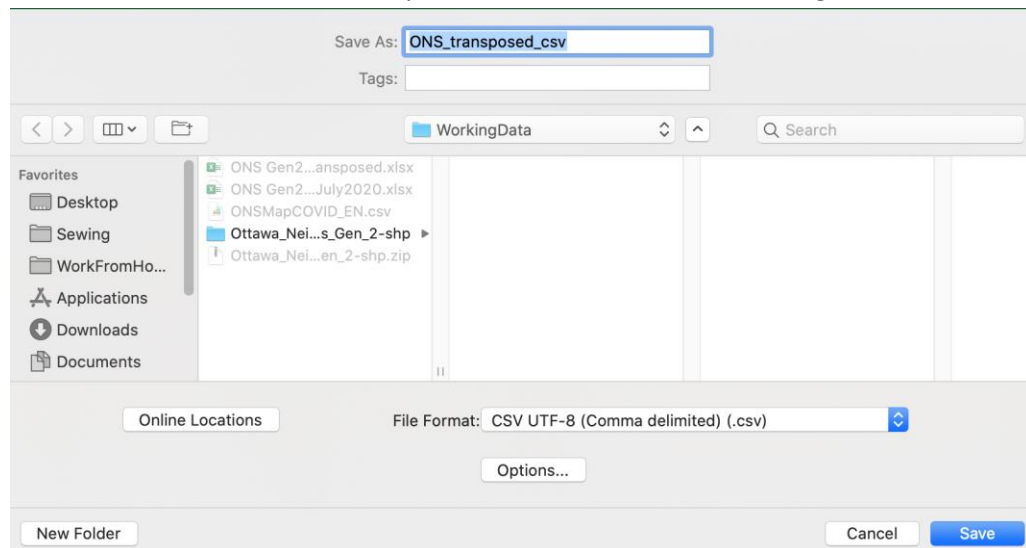 Save As: ONS_transposed_csv
Tags:
WorkingData
Search
Favorites
Desktop
Sewing
WorkFromHo...
Applications
Downloads
Documents
ONS Gen2...ansposed.xlsx
ONS Gen2...July2020.xlsx
ONSMapCOVID_EN.csv
Ottawa_Nei...s_Gen_2-shp
Ottawa_Nei...en_2-shp.zip
Online Locations
File Format: CSV UTF-8 (Comma delimited) (.csv)
Options...
New Folder
Cancel
Save